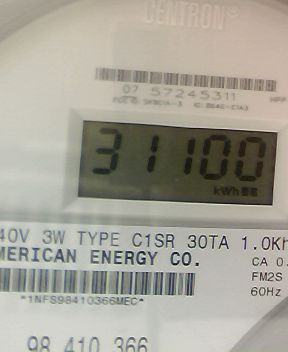 CENTRON®
07 57245311
31100
kWh
40V 3W TYPE C1SR 30TA 1.0Kh
MERICAN ENERGY CO.
CA 0.
FM2S
60Hz
*1NFS98410366MEC*
98 410 366